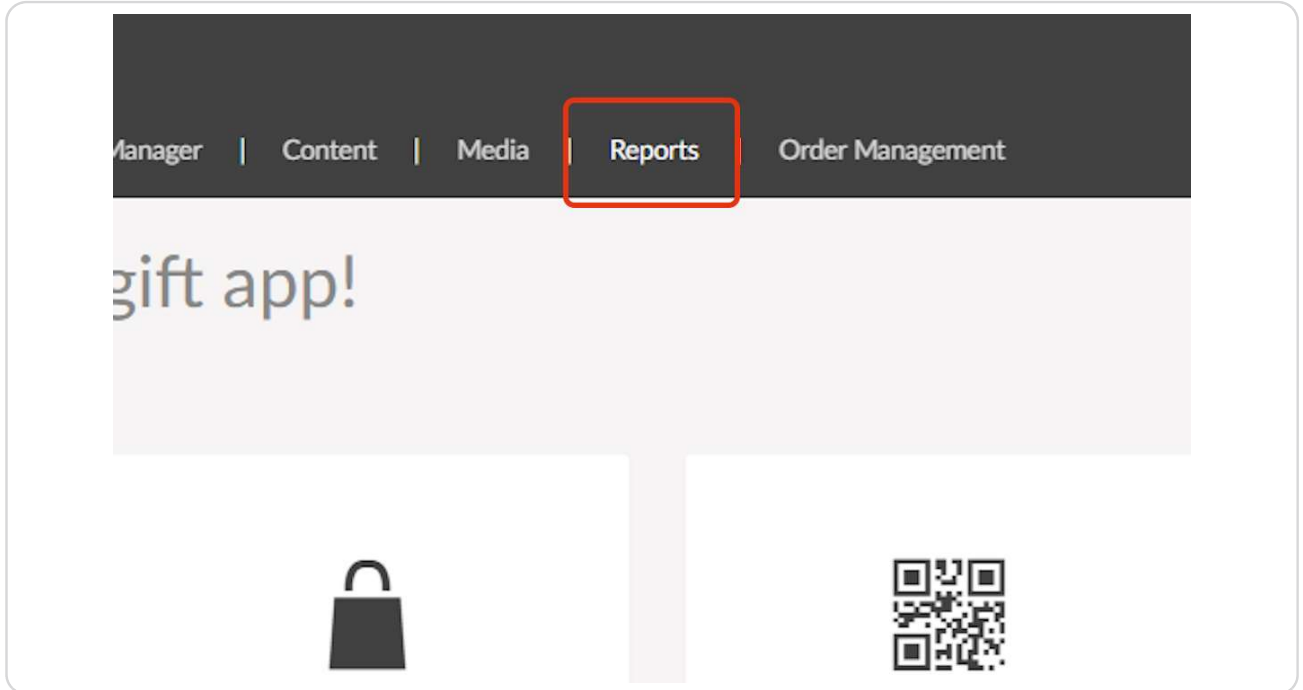 Manager | Content | Media | Reports | Order Management
gift app!